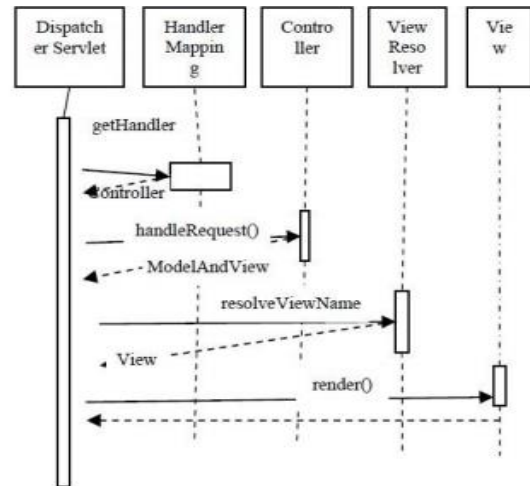 Dispatch
er Servlet
Handler
Mappin
g
Contro
ller
View
Reso
lver
Vie
w
getHandler
Controller
handleRequest()
ModelAndView
resolveViewName
View
render()